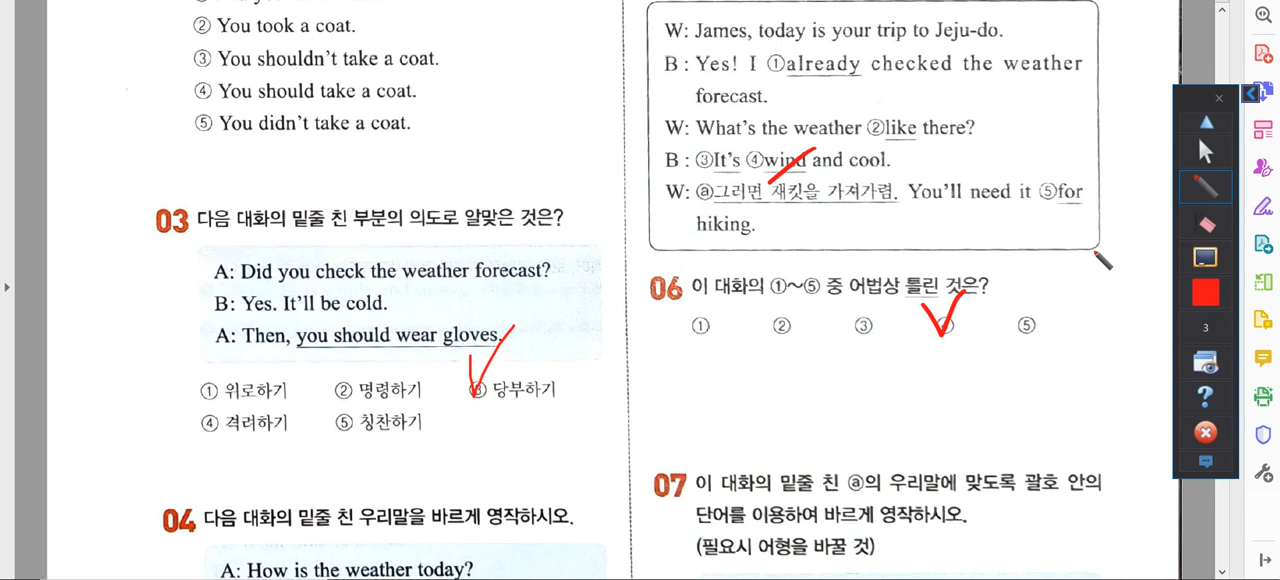 ② You took a coat.
③ You shouldn't take a coat.
④ You should take a coat.
⑤ You didn't take a coat.
03 다음 대화의 밑줄 친 부분의 의도로 알맞은 것은?
A: Did you check the weather forecast?
B: Yes. It'll be cold.
A: Then, you should wear gloves.
① 위로하기 ② 명령하기 ③ 당부하기
④ 격려하기 ⑤ 칭찬하기
04 다음 대화의 밑줄 친 우리말을 바르게 영작하시오.
A: How is the weather today?
W: James, today is your trip to Jeju-do.
B: Yes! I ①already checked the weather
forecast.
W: What's the weather ②like there?
B: ③It's ④wind and cool.
W: ⓐ그러면 재킷을 가져가렴. You'll need it ⑤for
hiking.
06 이 대화의 ①~⑤ 중 어법상 틀린 것은?
① ② ③ ④ ⑤
07 이 대화의 밑줄 친 ⓐ의 우리말에 맞도록 괄호 안의
단어를 이용하여 바르게 영작하시오.
(필요시 어형을 바꿀 것)
3